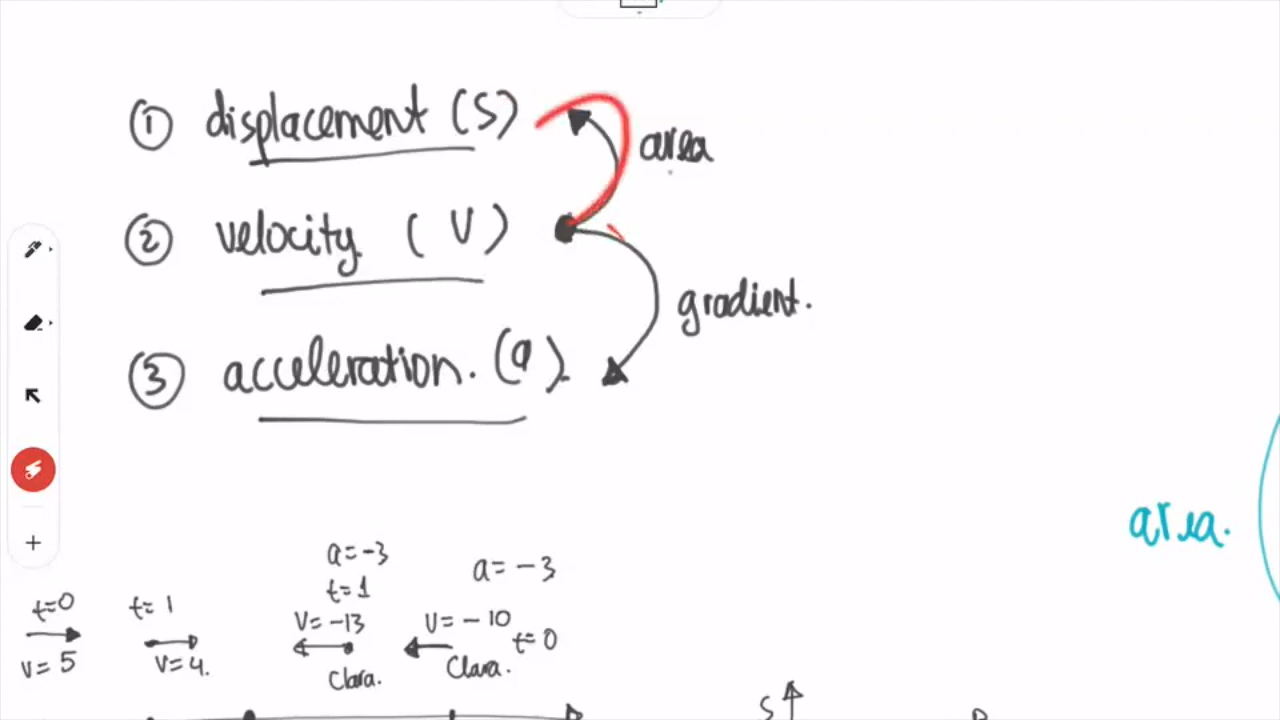 ① displacement (s)
area
② velocity (v)
gradient.
③ acceleration. (a).
area.
a=-3
a=-3
t=1
t=0
t=1
v=-13
v=-10
t=0
v=5
v=4.
Clara.
Clara.
s